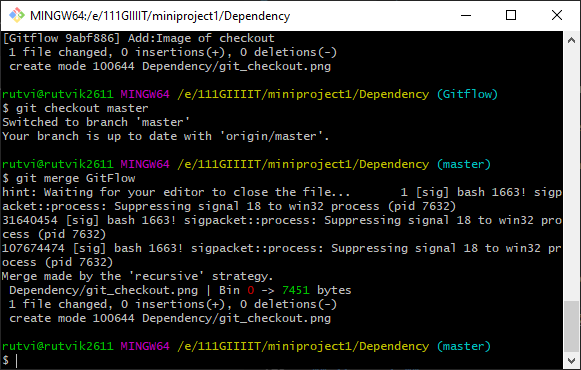 MINGW64:/e/111GIIIIT/miniproject1/Dependency
[Gitflow 9abf886] Add:Image of checkout
 1 file changed, 0 insertions(+), 0 deletions(-)
 create mode 100644 Dependency/git_checkout.png
rutvi@rutvik2611 MINGW64 /e/111GIIIIT/miniproject1/Dependency (Gitflow)
$ git checkout master
Switched to branch 'master'
Your branch is up to date with 'origin/master'.
rutvi@rutvik2611 MINGW64 /e/111GIIIIT/miniproject1/Dependency (master)
$ git merge GitFlow
hint: Waiting for your editor to close the file...       1 [sig] bash 1663! sigp
acket::process: Suppressing signal 18 to win32 process (pid 7632)
31640454 [sig] bash 1663! sigpacket::process: Suppressing signal 18 to win32 pro
cess (pid 7632)
107674474 [sig] bash 1663! sigpacket::process: Suppressing signal 18 to win32 pr
ocess (pid 7632)
Merge made by the 'recursive' strategy.
 Dependency/git_checkout.png | Bin 0 -> 7451 bytes
 1 file changed, 0 insertions(+), 0 deletions(-)
 create mode 100644 Dependency/git_checkout.png
rutvi@rutvik2611 MINGW64 /e/111GIIIIT/miniproject1/Dependency (master)
$